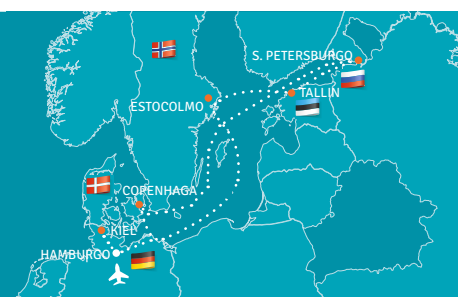 S. PETERSBURGO
TALLIN
ESTOCOLMO
COPENHAGA
KIEL
HAMBURGO